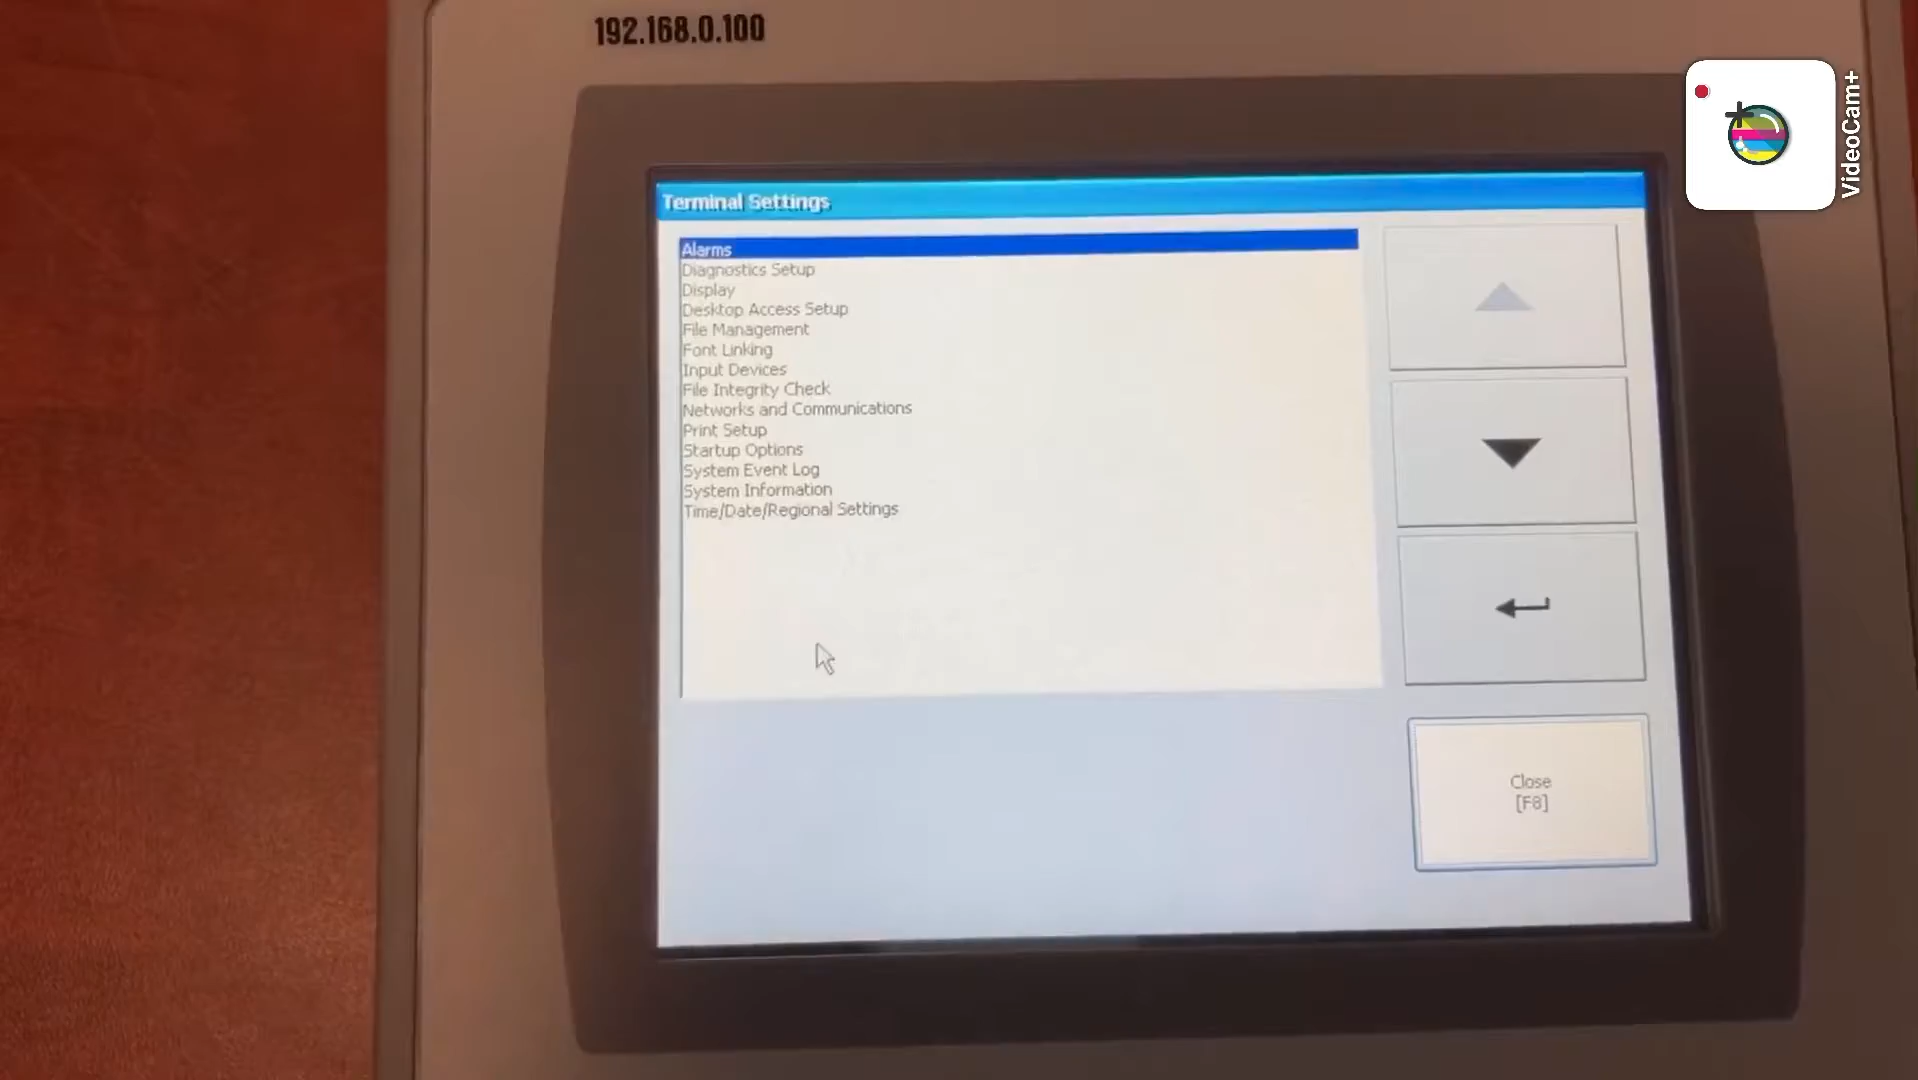 192.168.0.100
VideoCam+
Terminal Settings
Alarms
Diagnostics Setup
Display
Desktop Access Setup
File Management
Font Linking
Input Devices
File Integrity Check
Networks and Communications
Print Setup
Startup Options
System Event Log
System Information
Time/Date/Regional Settings
Close
[F8]